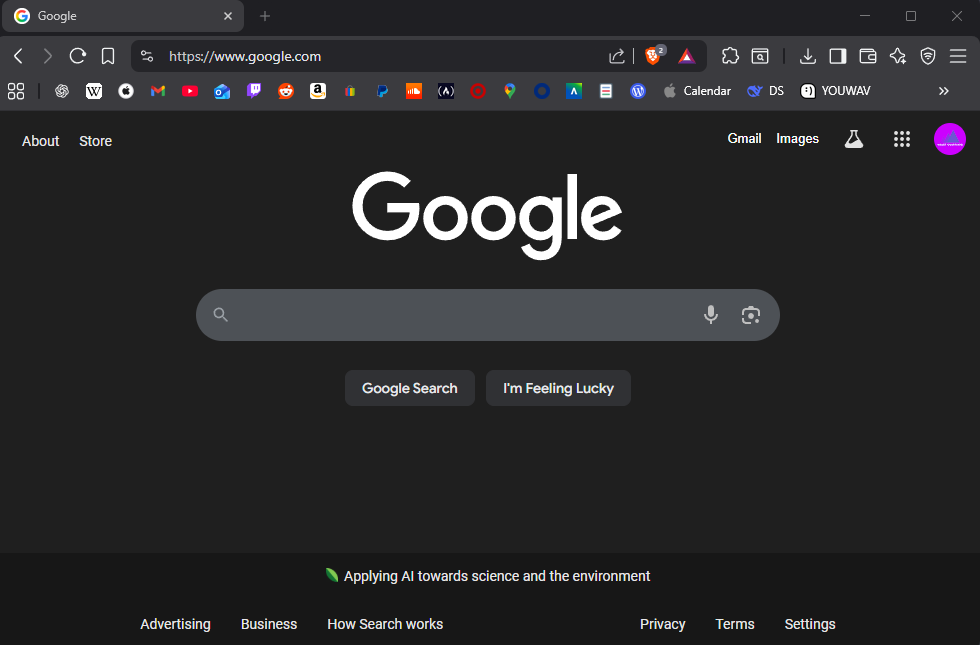 Google
https://www.google.com
2
W
a
Calendar
DS
YOUWAV
About
Store
Gmail
Images
Google
Google Search
I'm Feeling Lucky
Applying AI towards science and the environment
Advertising
Business
How Search works
Privacy
Terms
Settings